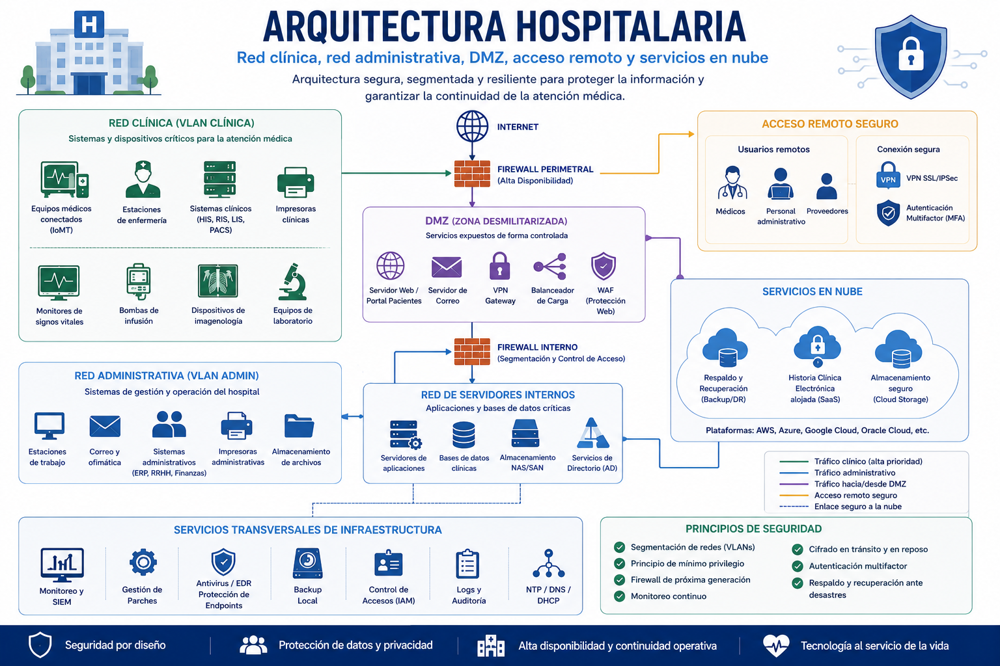 H
ARQUITECTURA HOSPITALARIA
Red clínica, red administrativa, DMZ, acceso remoto y servicios en nube
Arquitectura segura, segmentada y resiliente para proteger la información y
garantizar la continuidad de la atención médica.
RED CLÍNICA (VLAN CLÍNICA)
Sistemas y dispositivos críticos para la atención médica
Equipos médicos
conectados
(IoMT)
Estaciones
de enfermería
Sistemas clínicos
(HIS, RIS, LIS,
PACS)
Impresoras
clínicas
Monitores de
signos vitales
Bombas de
infusión
Dispositivos de
imagenología
Equipos de
laboratorio
INTERNET
FIREWALL PERIMETRAL
(Alta Disponibilidad)
DMZ (ZONA DESMILITARIZADA)
Servicios expuestos de forma controlada
Servidor Web /
Portal Pacientes
Servidor de
Correo
VPN
Gateway
Balanceador
de Carga
WAF
(Protección
Web)
FIREWALL INTERNO
(Segmentación y Control de Acceso)
ACCESO REMOTO SEGURO
Usuarios remotos
Médicos
Personal
administrativo
Proveedores
Conexión segura
VPN
VPN SSL/IPSec
Autenticación
Multifactor (MFA)
SERVICIOS EN NUBE
Respaldo y
Recuperación
(Backup/DR)
Historia Clínica
Electrónica
alojada (SaaS)
Almacenamiento
seguro
(Cloud Storage)
Plataformas: AWS, Azure, Google Cloud, Oracle Cloud, etc.
RED ADMINISTRATIVA (VLAN ADMIN)
Sistemas de gestión y operación del hospital
Estaciones
de trabajo
Correo y
ofimática
Sistemas
administrativos
(ERP, RRHH, Finanzas)
Impresoras
administrativas
Almacenamiento
de archivos
RED DE SERVIDORES INTERNOS
Aplicaciones y bases de datos críticas
Servidores de
aplicaciones
Bases de datos
clínicas
Almacenamiento
NAS/SAN
Servicios de
Directorio (AD)
Tráfico clínico (alta prioridad)
Tráfico administrativo
Tráfico hacia/desde DMZ
Acceso remoto seguro
Enlace seguro a la nube
SERVICIOS TRANSVERSALES DE INFRAESTRUCTURA
Monitoreo y
SIEM
Gestión de
Parches
Antivirus / EDR
Protección de
Endpoints
Backup
Local
Control de
Accesos (IAM)
Logs y
Auditoría
NTP / DNS /
DHCP
PRINCIPIOS DE SEGURIDAD
Segmentación de redes (VLANs)
Principio de mínimo privilegio
Firewall de próxima generación
Monitoreo continuo
Cifrado en tránsito y en reposo
Autenticación multifactor
Respaldo y recuperación ante
desastres
Seguridad por diseño
Protección de datos y privacidad
Alta disponibilidad y continuidad operativa
Tecnología al servicio de la vida